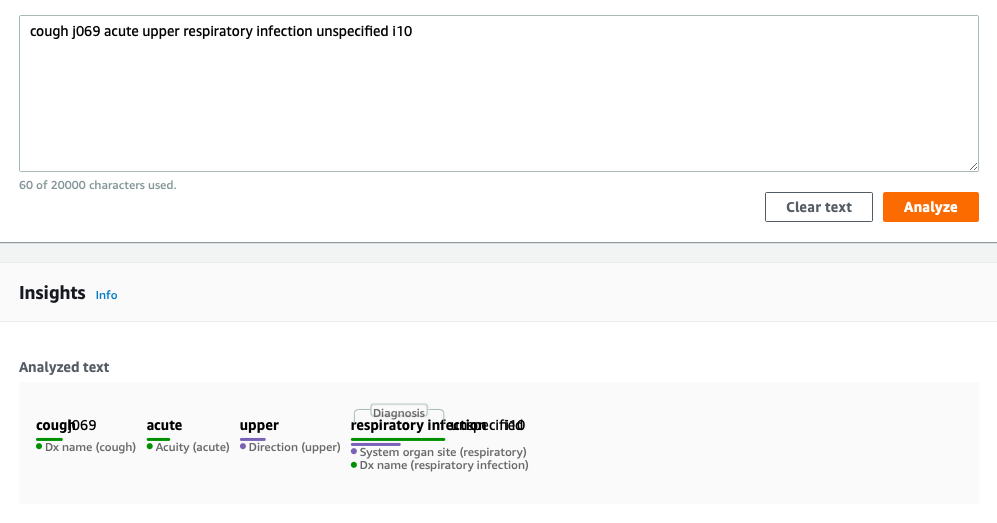 cough j069 acute upper respiratory infection unspecified i10
60 of 20000 characters used.
Clear text Analyze
Insights Info
Analyzed text
Diagnosis
cough j069 acute upper respiratory infection unspecified i10
Dx name (cough) Acuity (acute) Direction (upper) System organ site (respiratory)
Dx name (respiratory infection)